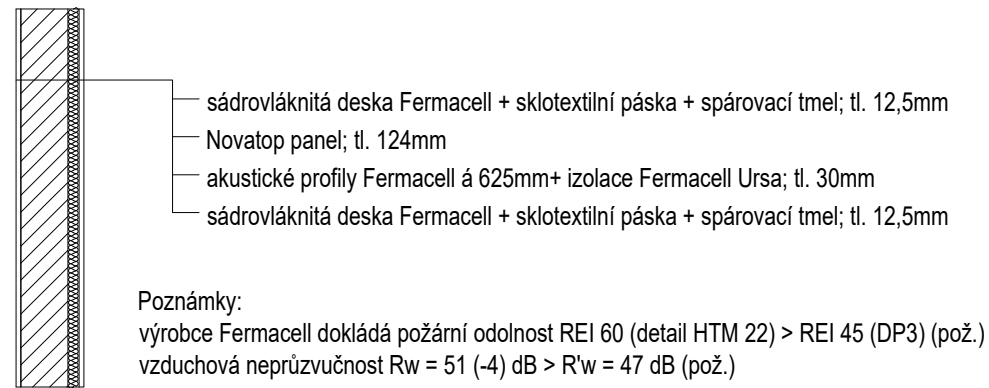 sádrovláknitá deska Fermacell + sklotextilní páska + spárovací tmel; tl. 12,5mm
Novatop panel; tl. 124mm
akustické profily Fermacell á 625mm+ izolace Fermacell Ursa; tl. 30mm
sádrovláknitá deska Fermacell + sklotextilní páska + spárovací tmel; tl. 12,5mm
Poznámky:
výrobce Fermacell dokládá požární odolnost REI 60 (detail HTM 22) > REI 45 (DP3) (pož.)
vzduchová neprůzvučnost Rw = 51 (-4) dB > R'w = 47 dB (pož.)